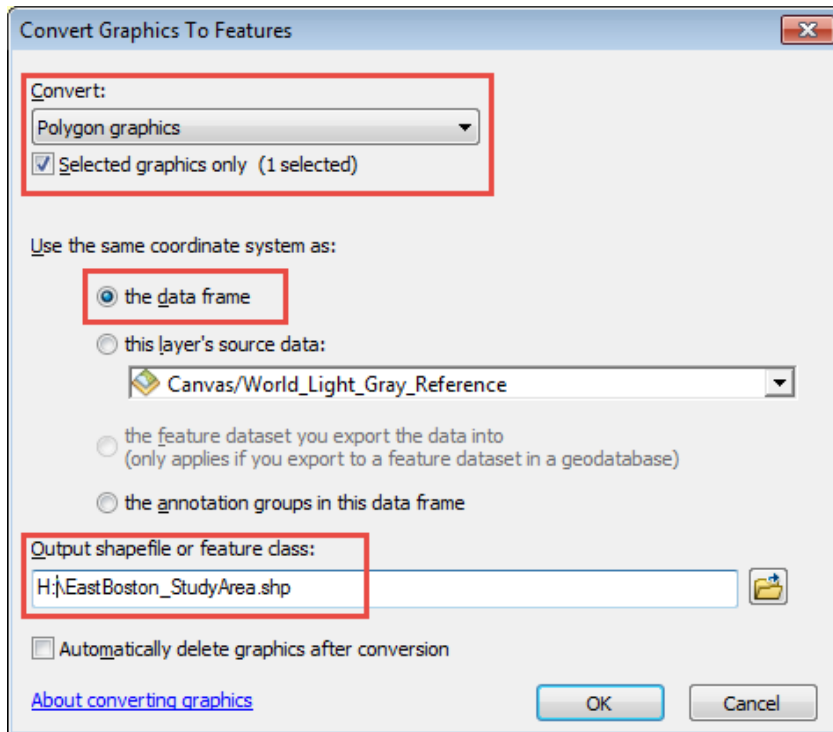 Convert Graphics To Features
Convert:
Polygon graphics
Selected graphics only (1 selected)
Use the same coordinate system as:
the data frame
this layer's source data:
Canvas/World_Light_Gray_Reference
the feature dataset you export the data into
(only applies if you export to a feature dataset in a geodatabase)
the annotation groups in this data frame
Output shapefile or feature class:
H:\EastBoston_StudyArea.shp
Automatically delete graphics after conversion
About converting graphics
OK
Cancel